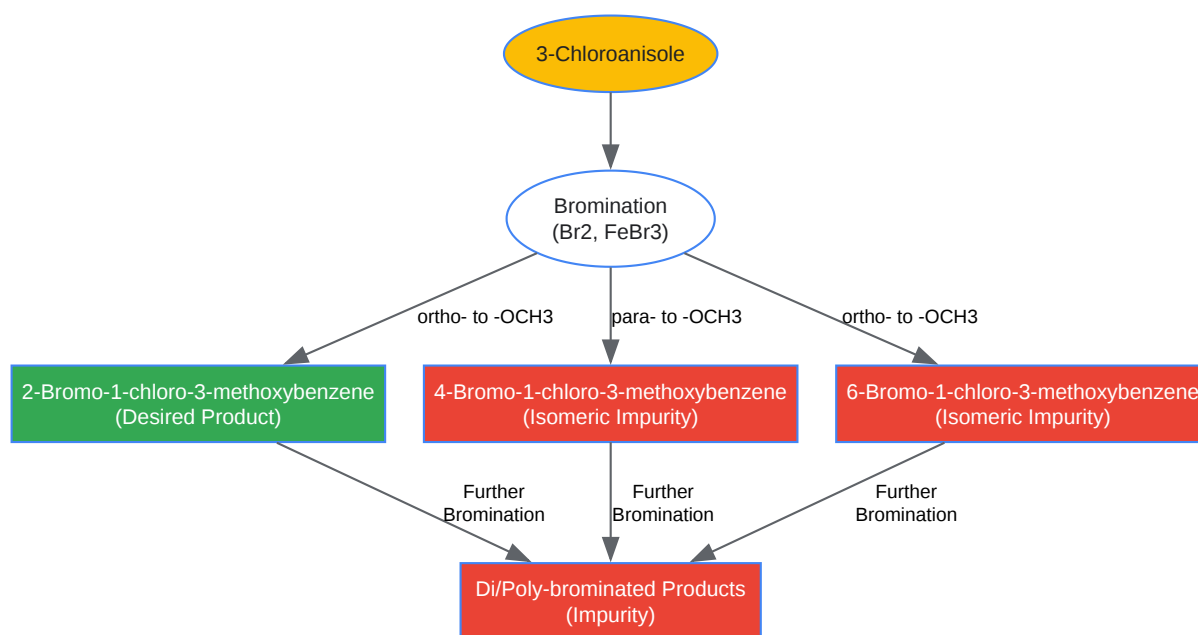 3-Chloroanisole
Bromination
(Br2, FeBr3)
ortho- to -OCH3
para- to -OCH3
ortho- to -OCH3
2-Bromo-1-chloro-3-methoxybenzene
(Desired Product)
4-Bromo-1-chloro-3-methoxybenzene
(Isomeric Impurity)
6-Bromo-1-chloro-3-methoxybenzene
(Isomeric Impurity)
Further
Bromination
Further
Bromination
Further
Bromination
Di/Poly-brominated Products
(Impurity)